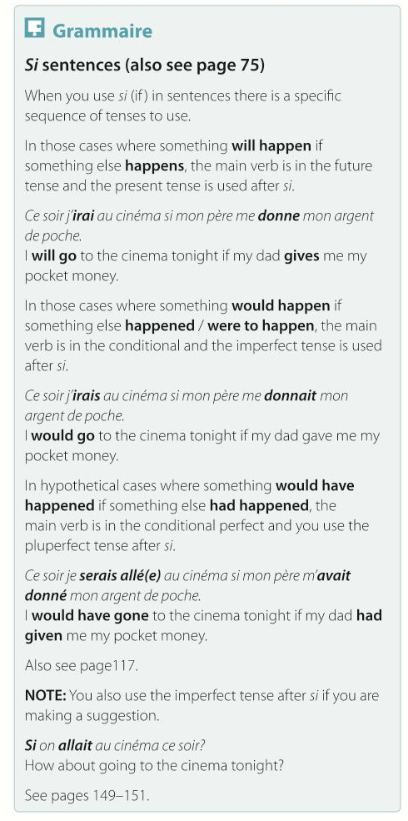 Grammaire
Si sentences (also see page 75)
When you use si (if) in sentences there is a specific
sequence of tenses to use.
In those cases where something will happen if
something else happens, the main verb is in the future
tense and the present tense is used after si.
Ce soir j'irai au cinéma si mon père me donne mon argent
de poche.
I will go to the cinema tonight if my dad gives me my
pocket money.
In those cases where something would happen if
something else happened / were to happen, the main
verb is in the conditional and the imperfect tense is used
after si.
Ce soir j'irais au cinéma si mon père me donnait mon
argent de poche.
I would go to the cinema tonight if my dad gave me my
pocket money.
In hypothetical cases where something would have
happened if something else had happened, the
main verb is in the conditional perfect and you use the
pluperfect tense after si.
Ce soir je serais allé(e) au cinéma si mon père m'avait
donné mon argent de poche.
I would have gone to the cinema tonight if my dad had
given me my pocket money.
Also see page117.
NOTE: You also use the imperfect tense after si if you are
making a suggestion.
Si on allait au cinéma ce soir?
How about going to the cinema tonight?
See pages 149–151.